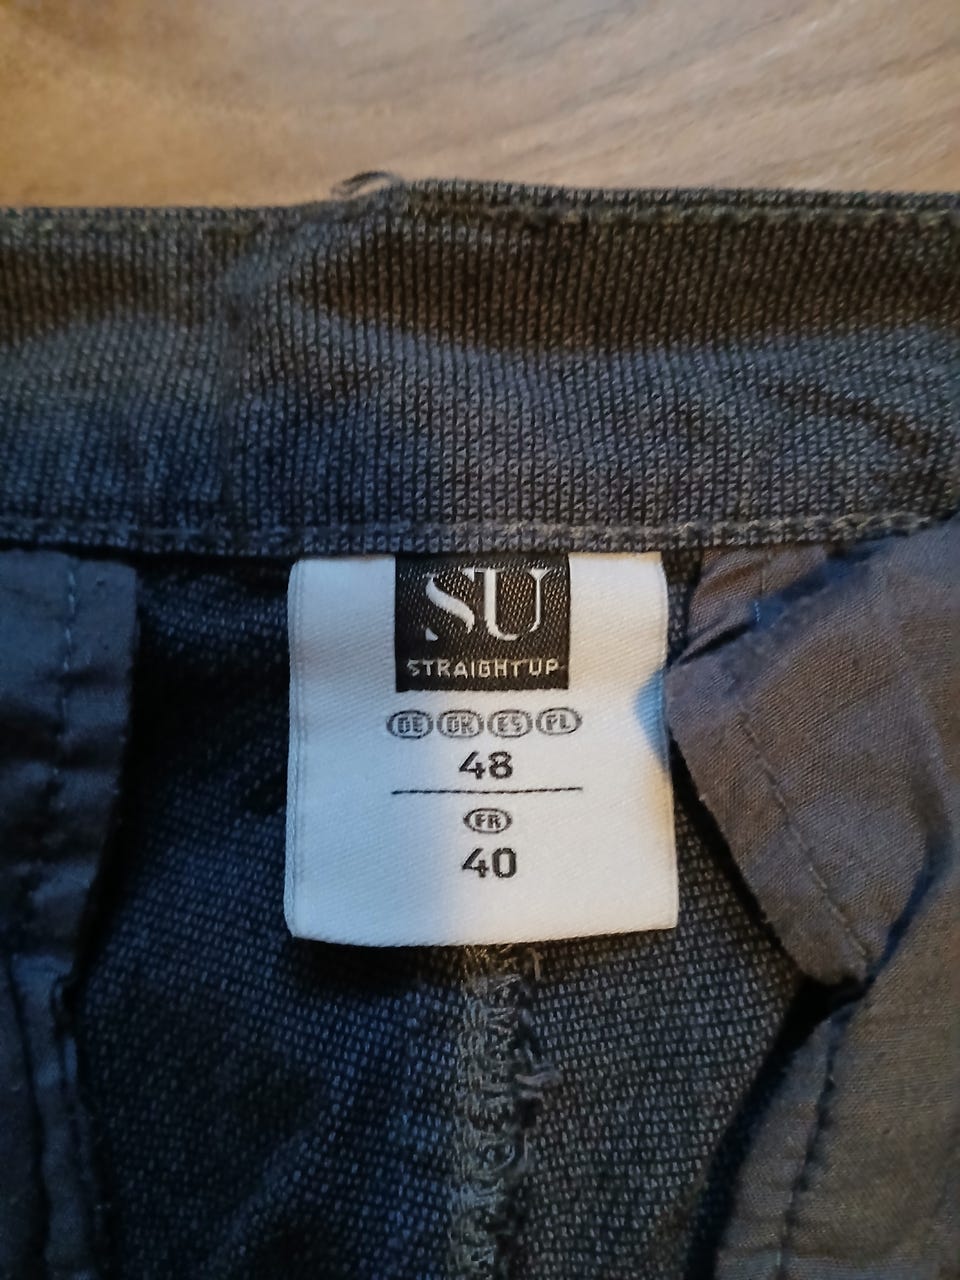 SU
STRAIGHT UP
DE DK ES PL
48
FR
40